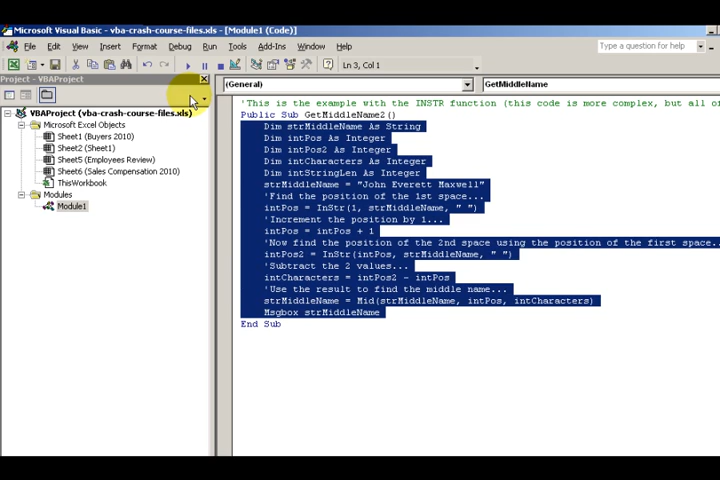 Microsoft Visual Basic - vba-crash-course-files.xls - [Module1 (Code)]
File Edit View Insert Format Debug Run Tools Add-Ins Window Help
Type a question for help
Ln 3, Col 1
Project - VBAProject
(General)
GetMiddleName
VBAProject (vba-crash-course-files.xls)
Microsoft Excel Objects
Sheet1 (Buyers 2010)
Sheet2 (Sheet1)
Sheet5 (Employees Review)
Sheet6 (Sales Compensation 2010)
ThisWorkbook
Modules
Module1
'This is the example with the INSTR function (this code is more complex, but all o
Public Sub GetMiddleName2()
Dim strMiddleName As String
Dim intPos As Integer
Dim intPos2 As Integer
Dim intCharacters As Integer
Dim intStringLen As Integer
strMiddleName = "John Everett Maxwell"
'Find the position of the 1st space...
intPos = InStr(1, strMiddleName, " ")
'Increment the position by 1...
intPos = intPos + 1
'Now find the position of the 2nd space using the position of the first space..
intPos2 = InStr(intPos, strMiddleName, " ")
'Subtract the 2 values...
intCharacters = intPos2 - intPos
'Use the result to find the middle name...
strMiddleName = Mid(strMiddleName, intPos, intCharacters)
Msgbox strMiddleName
End Sub